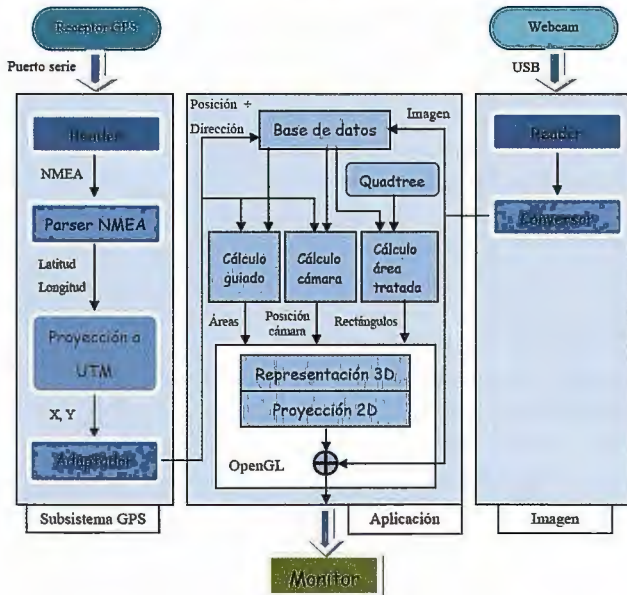 Receptor GPS
Puerto serie
Header
NMEA
Parser NMEA
Latitud
Longitud
Proyección a
UTM
X, Y
Adaptador
Subsistema GPS
Posición +
Dirección
Imagen
Base de datos
Quadtree
Cálculo
guiado
Cálculo
cámara
Cálculo
área
tratada
Áreas
Posición
cámara
Rectángulos
Representación 3D
Proyección 2D
OpenGL
Aplicación
Monitor
Webcam
USB
Reader
Conversor
Imagen